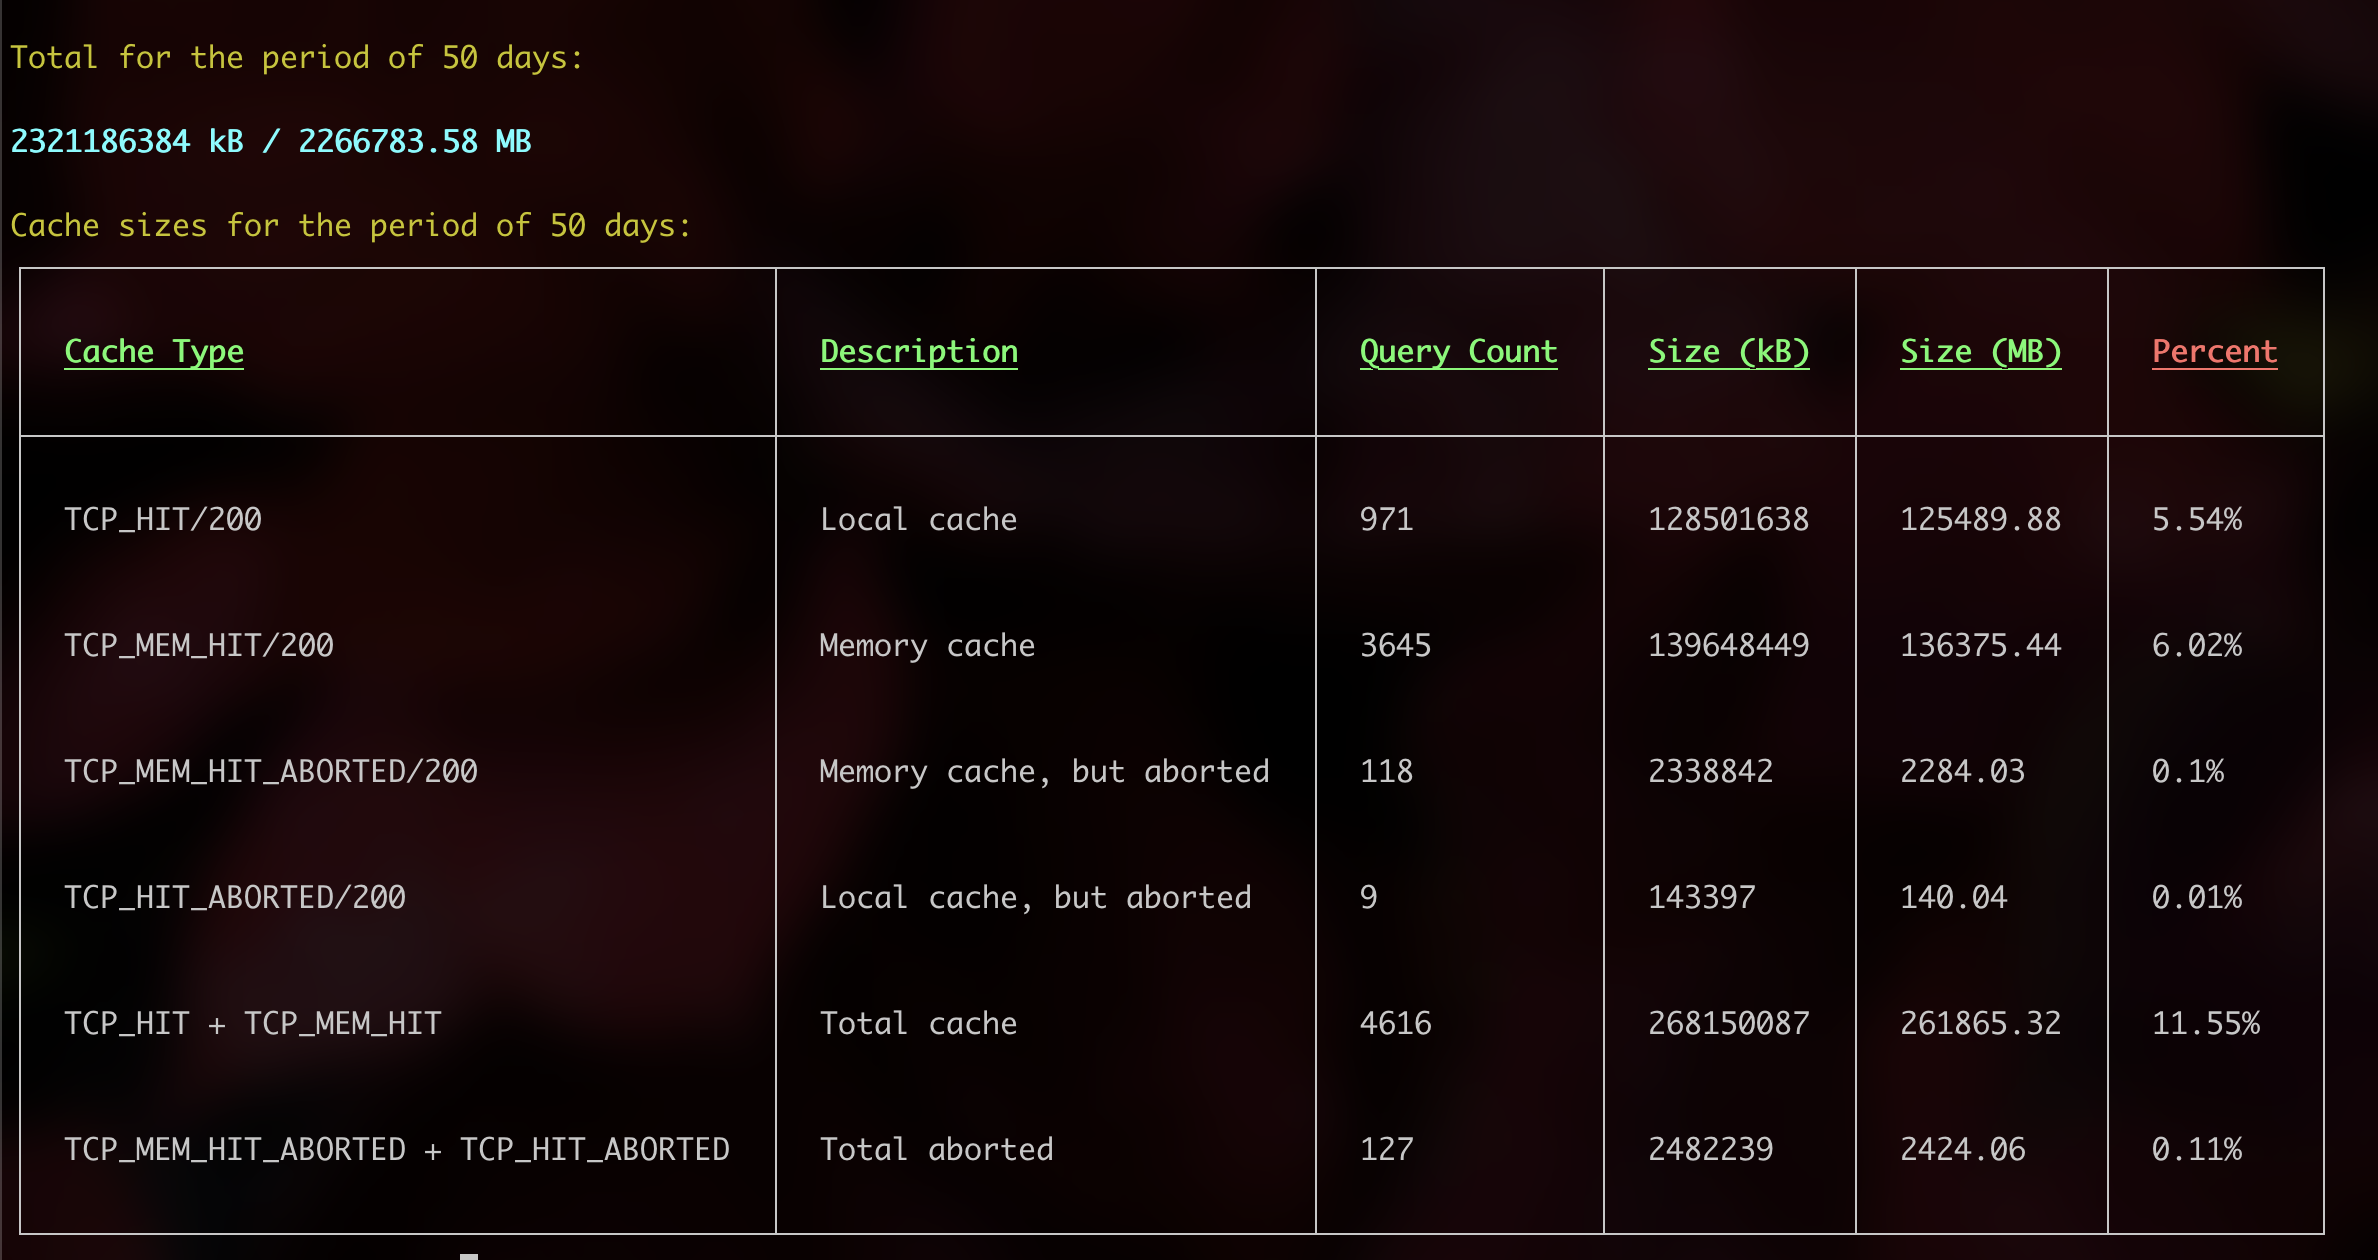 Total for the period of 50 days:
2321186384 kB / 2266783.58 MB
Cache sizes for the period of 50 days:
Cache Type Description Query Count Size (kB) Size (MB) Percent
TCP_HIT/200 Local cache 971 128501638 125489.88 5.54%
TCP_MEM_HIT/200 Memory cache 3645 139648449 136375.44 6.02%
TCP_MEM_HIT_ABORTED/200 Memory cache, but aborted 118 2338842 2284.03 0.1%
TCP_HIT_ABORTED/200 Local cache, but aborted 9 143397 140.04 0.01%
TCP_HIT + TCP_MEM_HIT Total cache 4616 268150087 261865.32 11.55%
TCP_MEM_HIT_ABORTED + TCP_HIT_ABORTED Total aborted 127 2482239 2424.06 0.11%